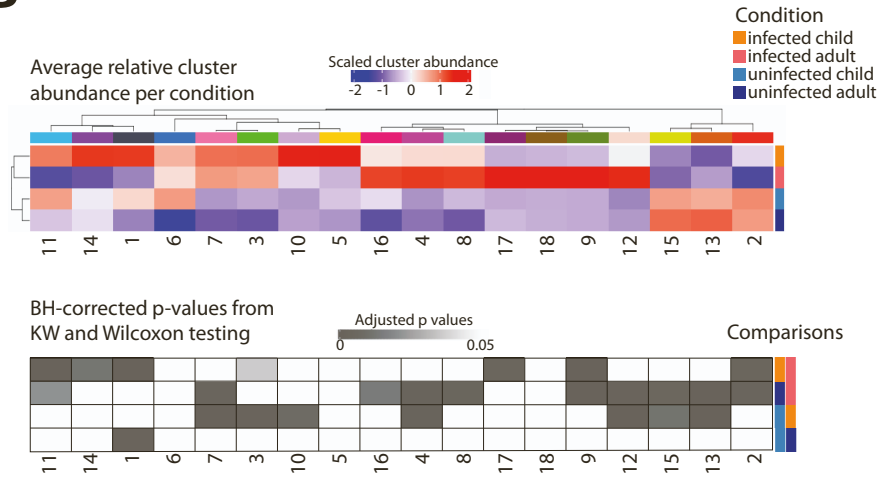 Condition
infected child
infected adult
uninfected child
uninfected adult
Average relative cluster
abundance per condition
Scaled cluster abundance
-2 -1 0 1 2
11 14 1 6 7 3 10 5 16 4 8 17 18 9 12 15 13 2
BH-corrected p-values from
KW and Wilcoxon testing
Adjusted p values
0 0.05
Comparisons
11 14 1 6 7 3 10 5 16 4 8 17 18 9 12 15 13 2